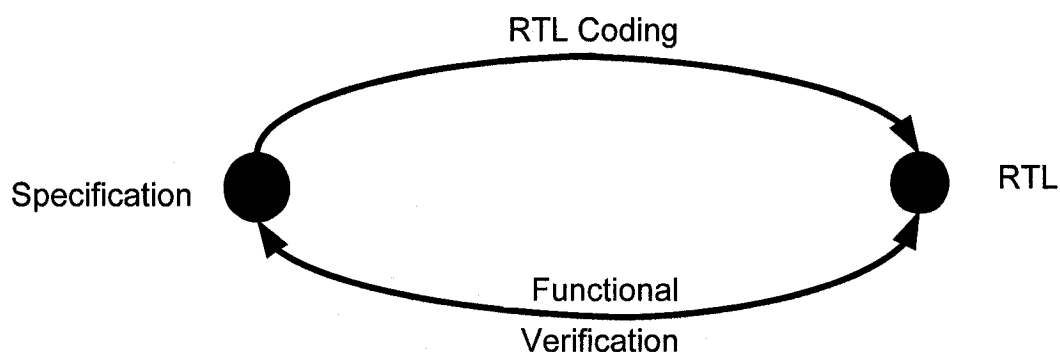 RTL Coding
Specification
RTL
Functional
Verification